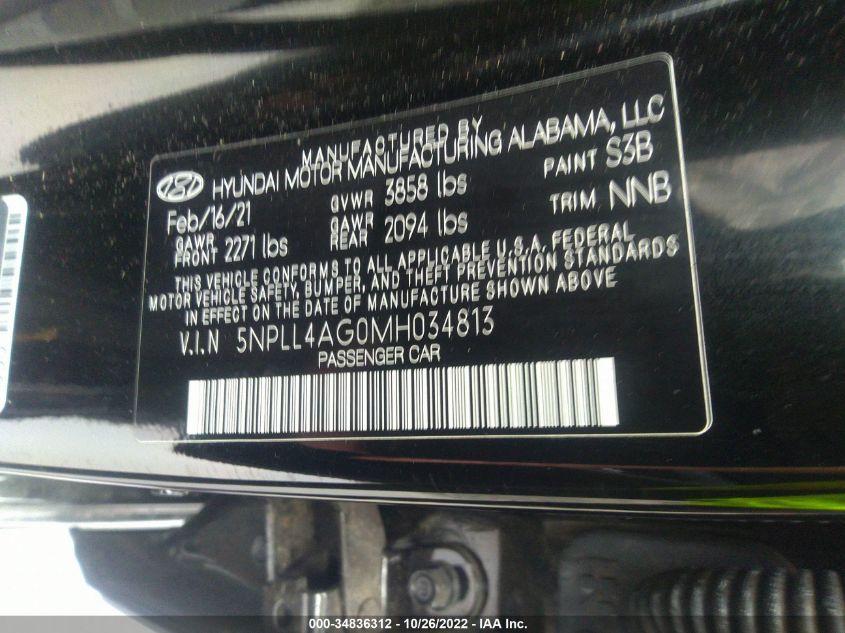 MANUFACTURED BY
HYUNDAI MOTOR MANUFACTURING ALABAMA, LLC
Feb/16/21 GVWR 3858 lbs PAINT S3B
GAWR FRONT 2271 lbs GAWR REAR 2094 lbs TRIM NNB
THIS VEHICLE CONFORMS TO ALL APPLICABLE U.S.A. FEDERAL
MOTOR VEHICLE SAFETY, BUMPER, AND THEFT PREVENTION STANDARDS
IN EFFECT ON THE DATE OF MANUFACTURE SHOWN ABOVE
V.I.N 5NPLL4AG0MH034813
PASSENGER CAR
000-34836312 - 10/26/2022 - IAA Inc.